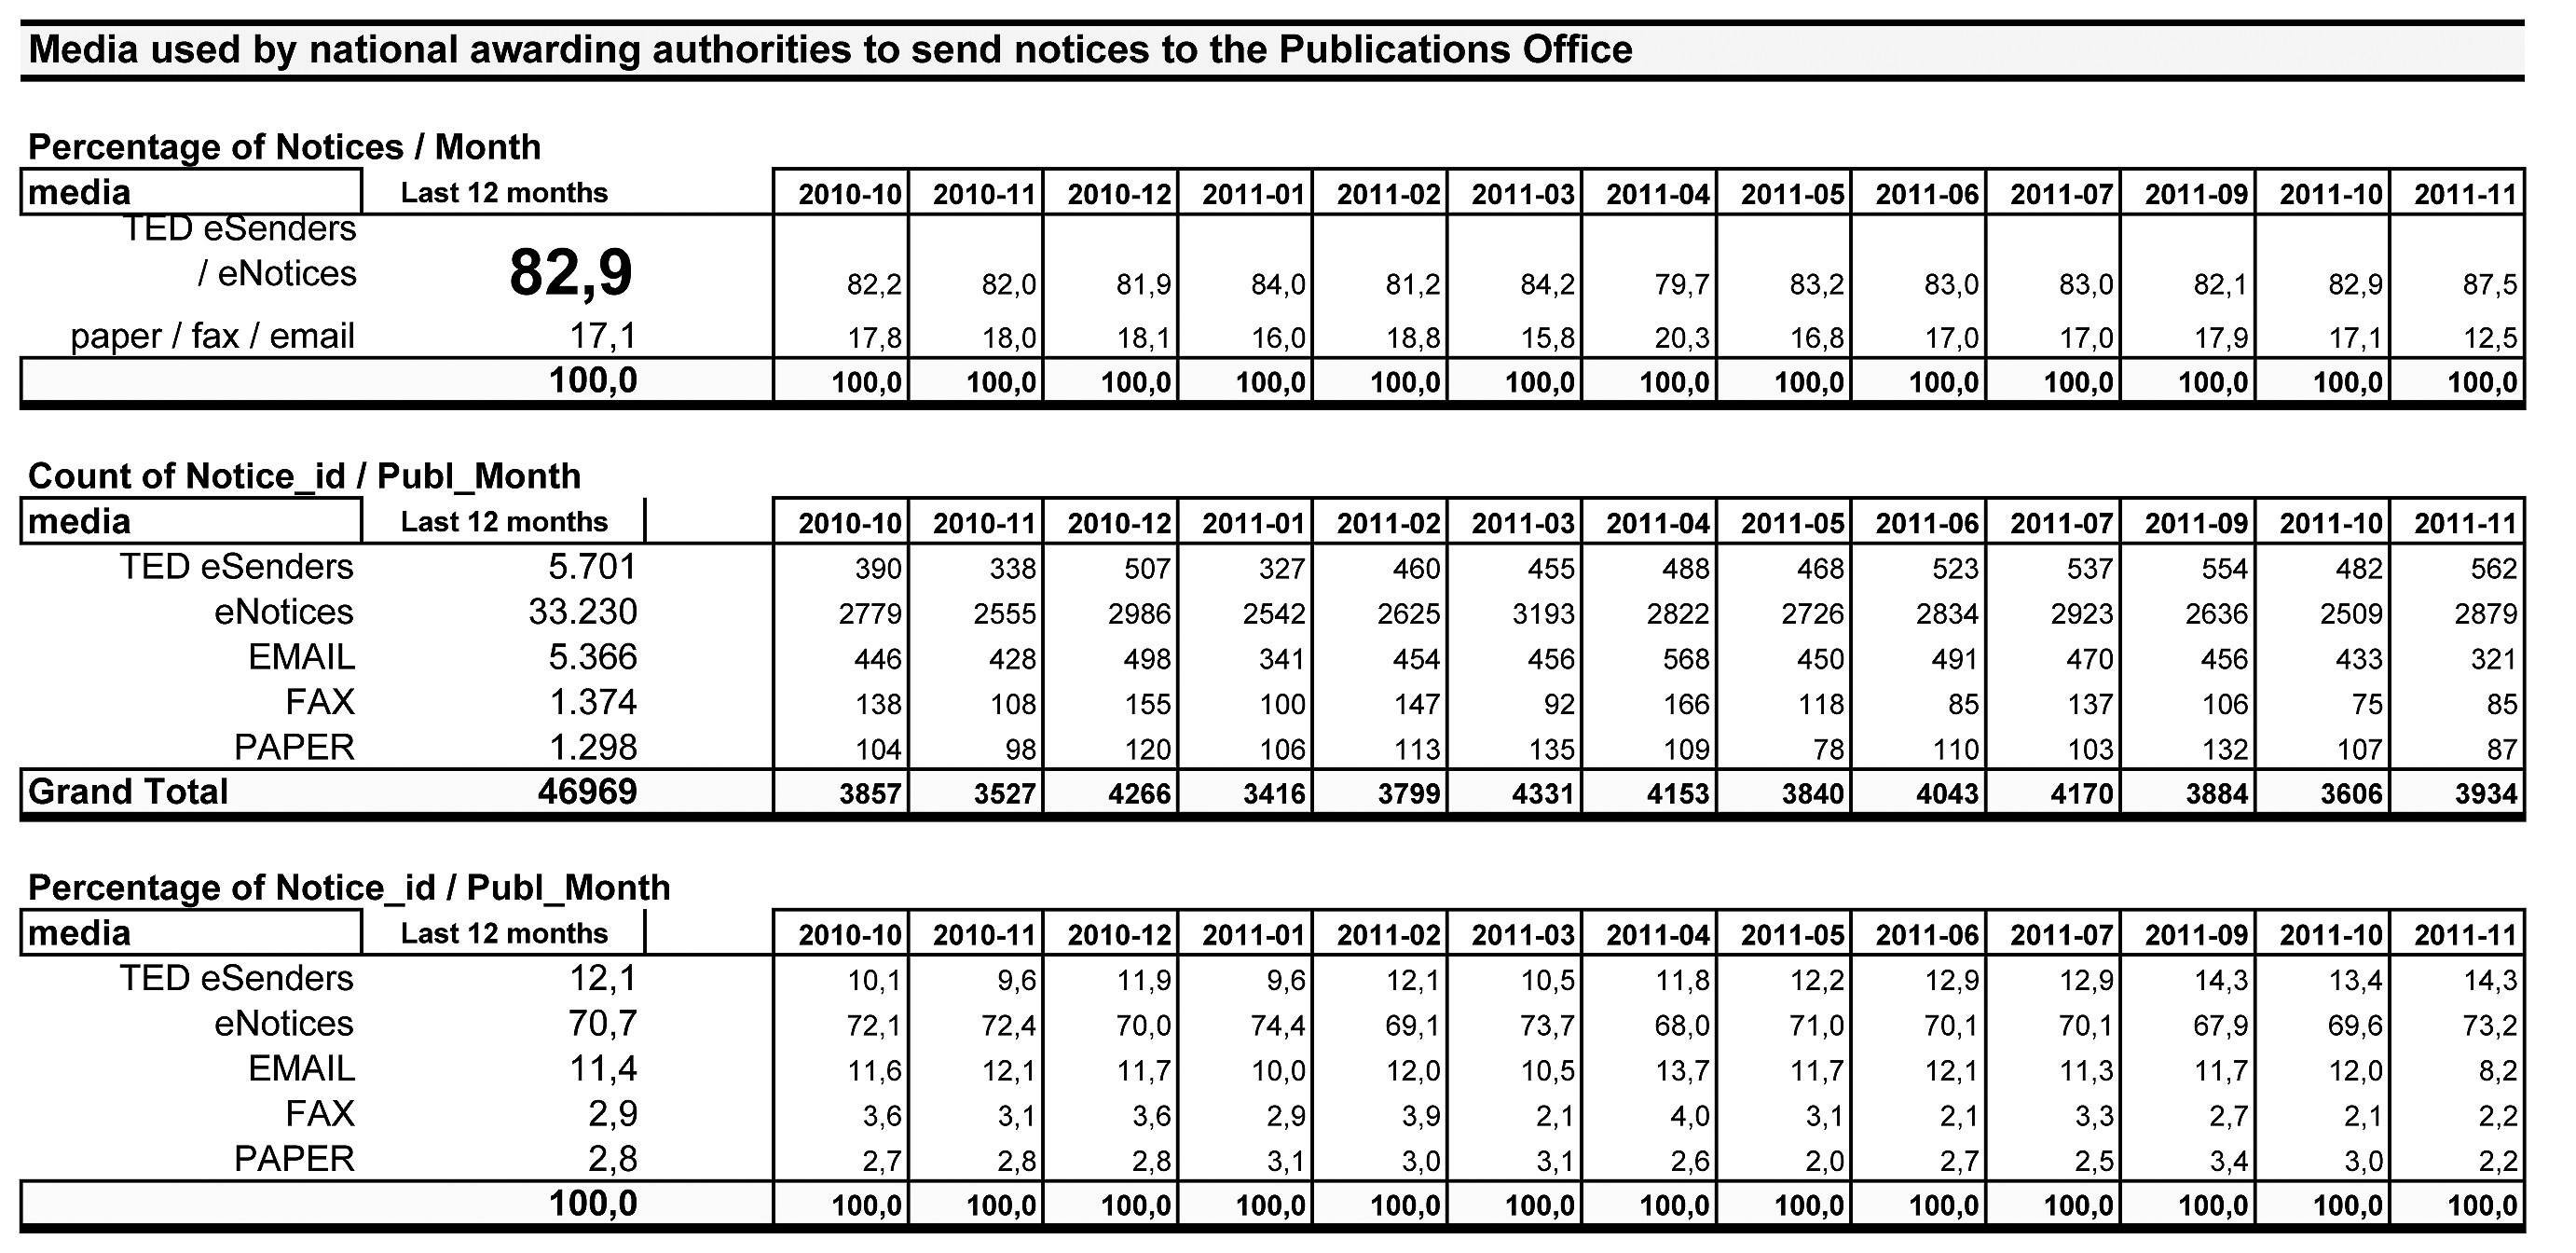 Media used by national awarding authorities to send notices to the Publications Office
Percentage of Notices / Month
media Last 12 months 2010-10 2010-11 2010-12 2011-01 2011-02 2011-03 2011-04 2011-05 2011-06 2011-07 2011-09 2011-10 2011-11
TED eSenders
/ eNotices 82,9 82,2 82,0 81,9 84,0 81,2 84,2 79,7 83,2 83,0 83,0 82,1 82,9 87,5
paper / fax / email 17,1 17,8 18,0 18,1 16,0 18,8 15,8 20,3 16,8 17,0 17,0 17,9 17,1 12,5
100,0 100,0 100,0 100,0 100,0 100,0 100,0 100,0 100,0 100,0 100,0 100,0 100,0 100,0
Count of Notice_id / Publ_Month
media Last 12 months 2010-10 2010-11 2010-12 2011-01 2011-02 2011-03 2011-04 2011-05 2011-06 2011-07 2011-09 2011-10 2011-11
TED eSenders 5.701 390 338 507 327 460 455 488 468 523 537 554 482 562
eNotices 33.230 2779 2555 2986 2542 2625 3193 2822 2726 2834 2923 2636 2509 2879
EMAIL 5.366 446 428 498 341 454 456 568 450 491 470 456 433 321
FAX 1.374 138 108 155 100 147 92 166 118 85 137 106 75 85
PAPER 1.298 104 98 120 106 113 135 109 78 110 103 132 107 87
Grand Total 46969 3857 3527 4266 3416 3799 4331 4153 3840 4043 4170 3884 3606 3934
Percentage of Notice_id / Publ_Month
media Last 12 months 2010-10 2010-11 2010-12 2011-01 2011-02 2011-03 2011-04 2011-05 2011-06 2011-07 2011-09 2011-10 2011-11
TED eSenders 12,1 10,1 9,6 11,9 9,6 12,1 10,5 11,8 12,2 12,9 12,9 14,3 13,4 14,3
eNotices 70,7 72,1 72,4 70,0 74,4 69,1 73,7 68,0 71,0 70,1 70,1 67,9 69,6 73,2
EMAIL 11,4 11,6 12,1 11,7 10,0 12,0 10,5 13,7 11,7 12,1 11,3 11,7 12,0 8,2
FAX 2,9 3,6 3,1 3,6 2,9 3,9 2,1 4,0 3,1 2,1 3,3 2,7 2,1 2,2
PAPER 2,8 2,7 2,8 2,8 3,1 3,0 3,1 2,6 2,0 2,7 2,5 3,4 3,0 2,2
100,0 100,0 100,0 100,0 100,0 100,0 100,0 100,0 100,0 100,0 100,0 100,0 100,0 100,0